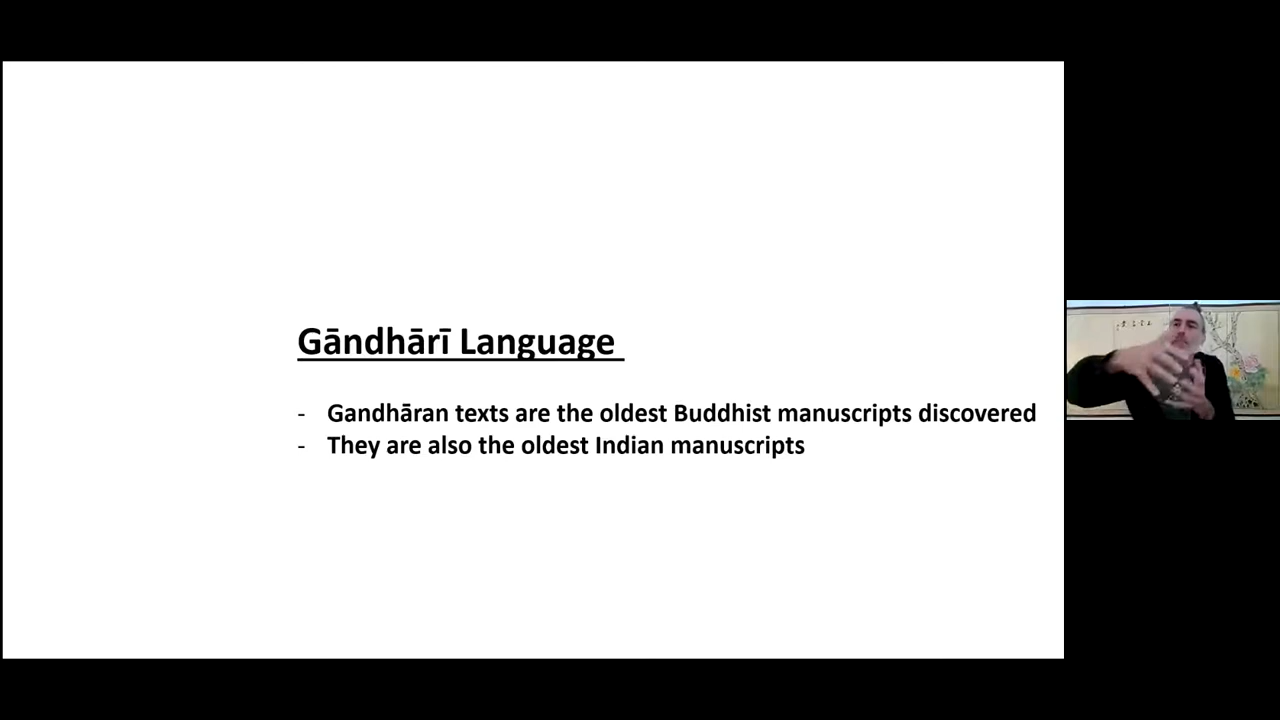 Gāndhārī Language
- Gandhāran texts are the oldest Buddhist manuscripts discovered
- They are also the oldest Indian manuscripts